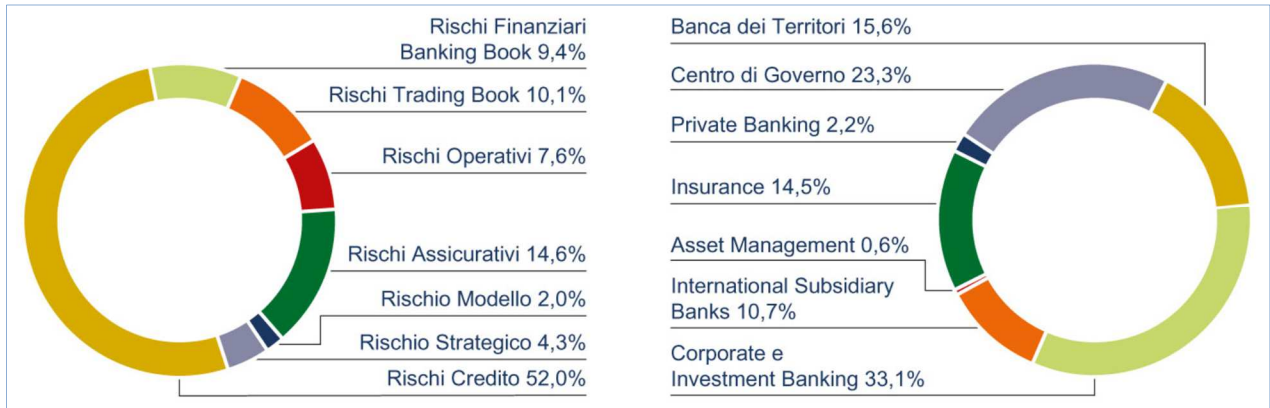 Rischi Finanziari
Banking Book 9,4%
Rischi Trading Book 10,1%
Rischi Operativi 7,6%
Rischi Assicurativi 14,6%
Rischio Modello 2,0%
Rischio Strategico 4,3%
Rischi Credito 52,0%
Banca dei Territori 15,6%
Centro di Governo 23,3%
Private Banking 2,2%
Insurance 14,5%
Asset Management 0,6%
International Subsidiary
Banks 10,7%
Corporate e
Investment Banking 33,1%